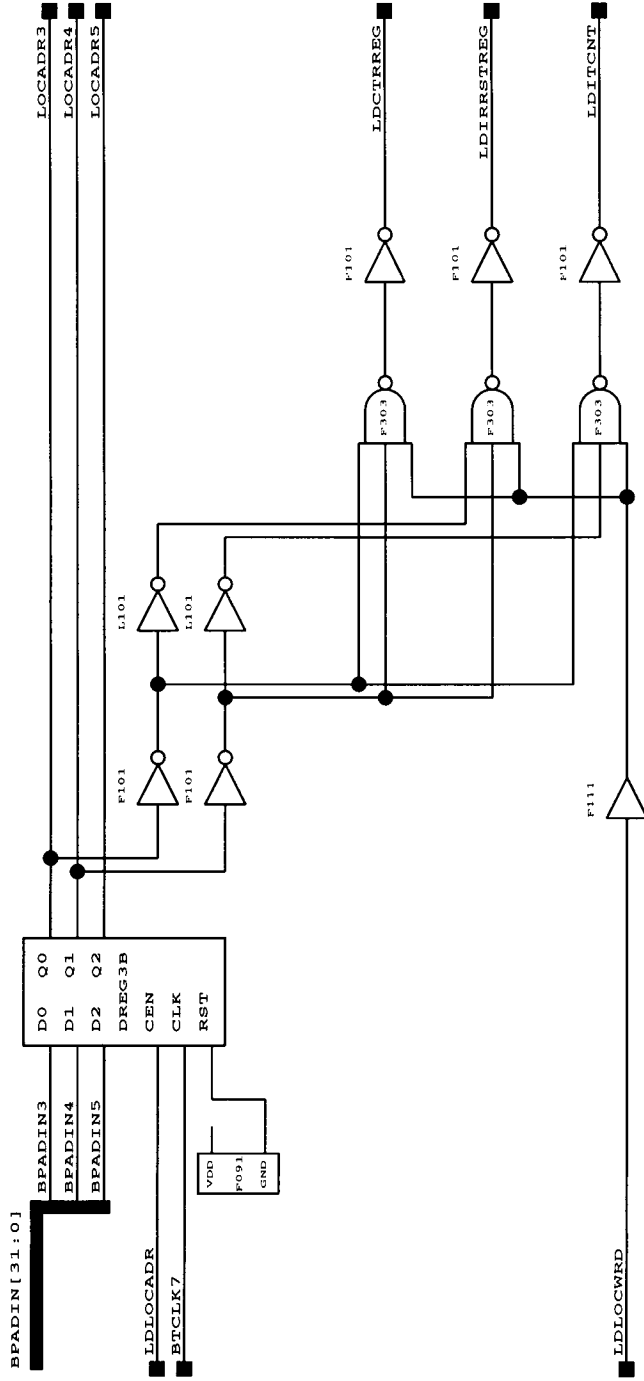 BPADIN[31:0]
BPADIN3
BPADIN4
BPADIN5
D0 Q0
D1 Q1
D2 Q2
DREG3B
CEN
CLK
RST
LOCADR3
LOCADR4
LOCADR5
LDLOCADR
BTCLK7
VDD
F091
GND
F101
F101
L101
L101
F303
F101
LDCTRREG
F303
F101
LDIRRSTREG
F303
F101
LDITCNT
LDLOCWRD
F111